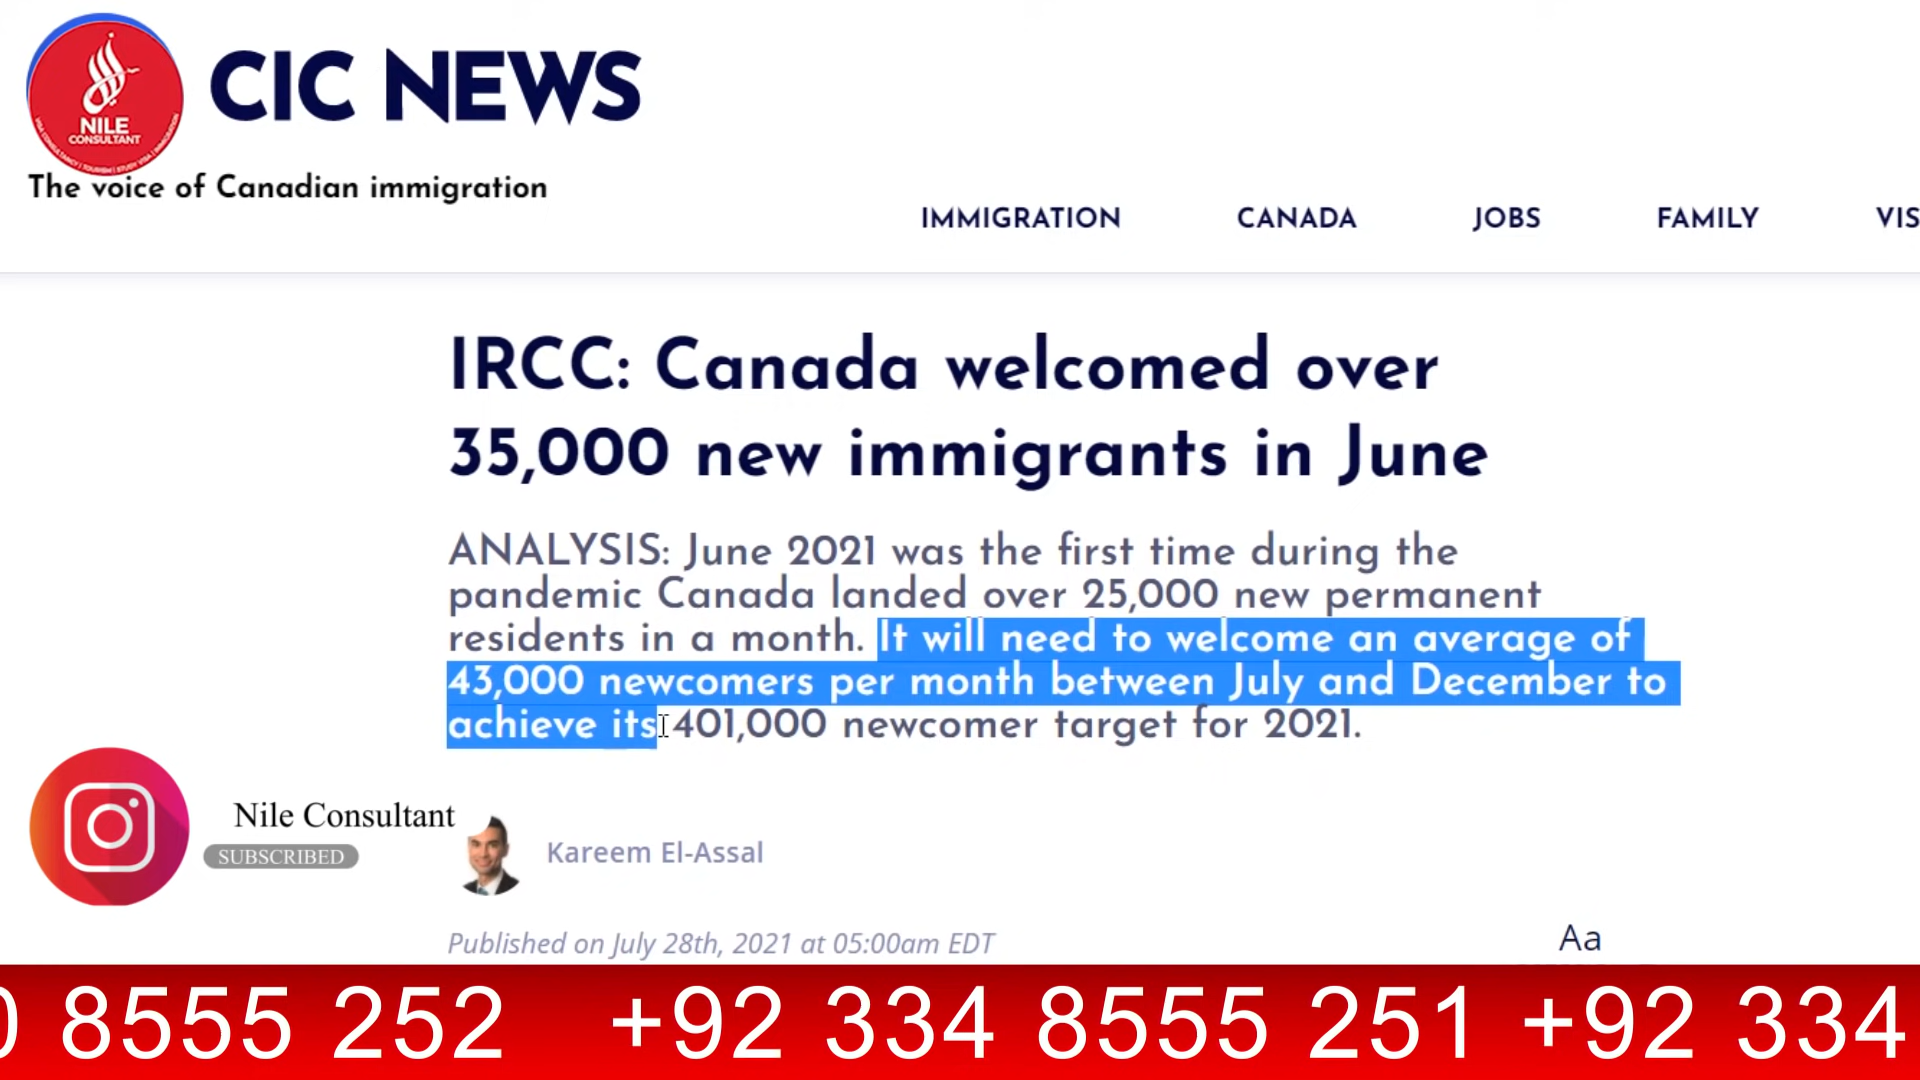 CIC NEWS
NILE
CONSULTANT
The voice of Canadian immigration
IMMIGRATION
CANADA
JOBS
FAMILY
VIS
IRCC: Canada welcomed over
35,000 new immigrants in June
ANALYSIS: June 2021 was the first time during the
pandemic Canada landed over 25,000 new permanent
residents in a month. It will need to welcome an average of
43,000 newcomers per month between July and December to
achieve its 401,000 newcomer target for 2021.
Nile Consultant
SUBSCRIBED
Kareem El-Assal
Published on July 28th, 2021 at 05:00am EDT
Aa
0 8555 252 +92 334 8555 251 +92 334